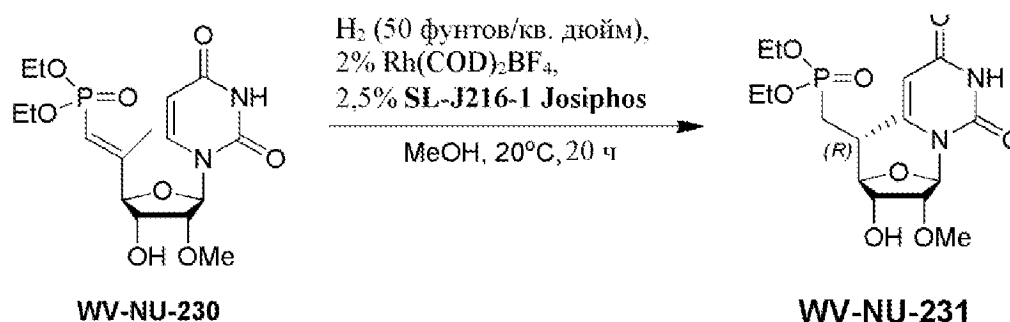 H₂ (50 фунтов/кв. дюйм),
2% Rh(COD)₂BF₄,
2,5% SL-J216-1 Josiphos
MeOH, 20°C, 20 ч
EtO
EtO
P
O
O
NH
N
O
O
OH
OMe
WV-NU-230
EtO
EtO
P
O
O
NH
N
O
(R)
O
OH
OMe
WV-NU-231